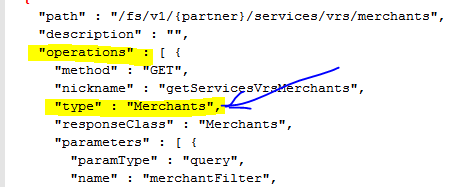 {
"path" : "/fs/v1/{partner}/services/vrs/merchants",
"description" : "",
"operations" : [ {
"method" : "GET",
"nickname" : "getServicesVrsMerchants",
"type" : "Merchants",
"responseClass" : "Merchants",
"parameters" : [ {
"paramType" : "query",
"name" : "merchantFilter",